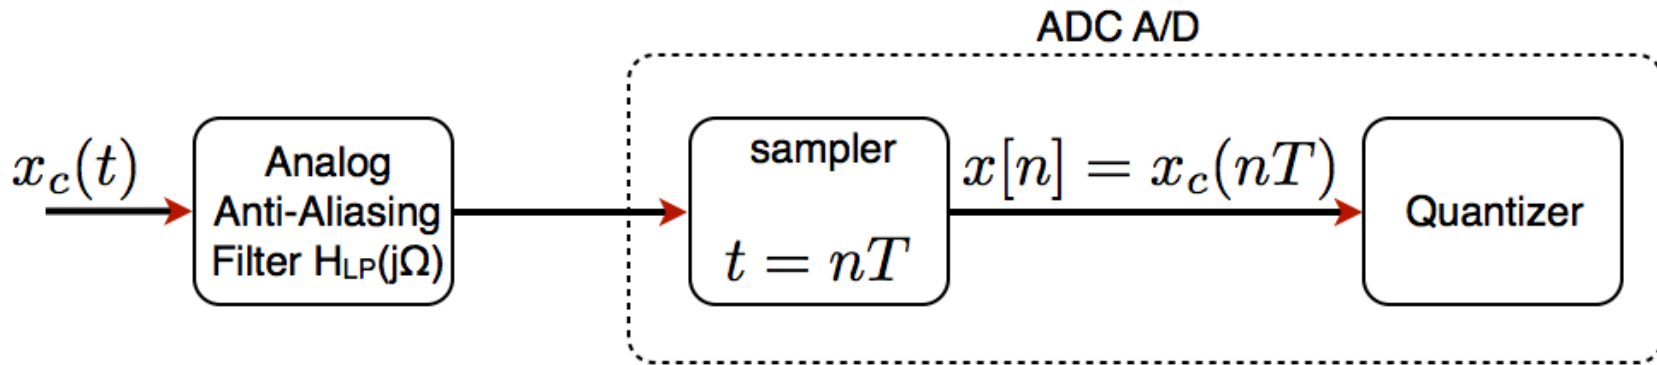 ADC A/D
x_c(t)
Analog
Anti-Aliasing
Filter H_LP(jΩ)
sampler
t = nT
x[n] = x_c(nT)
Quantizer